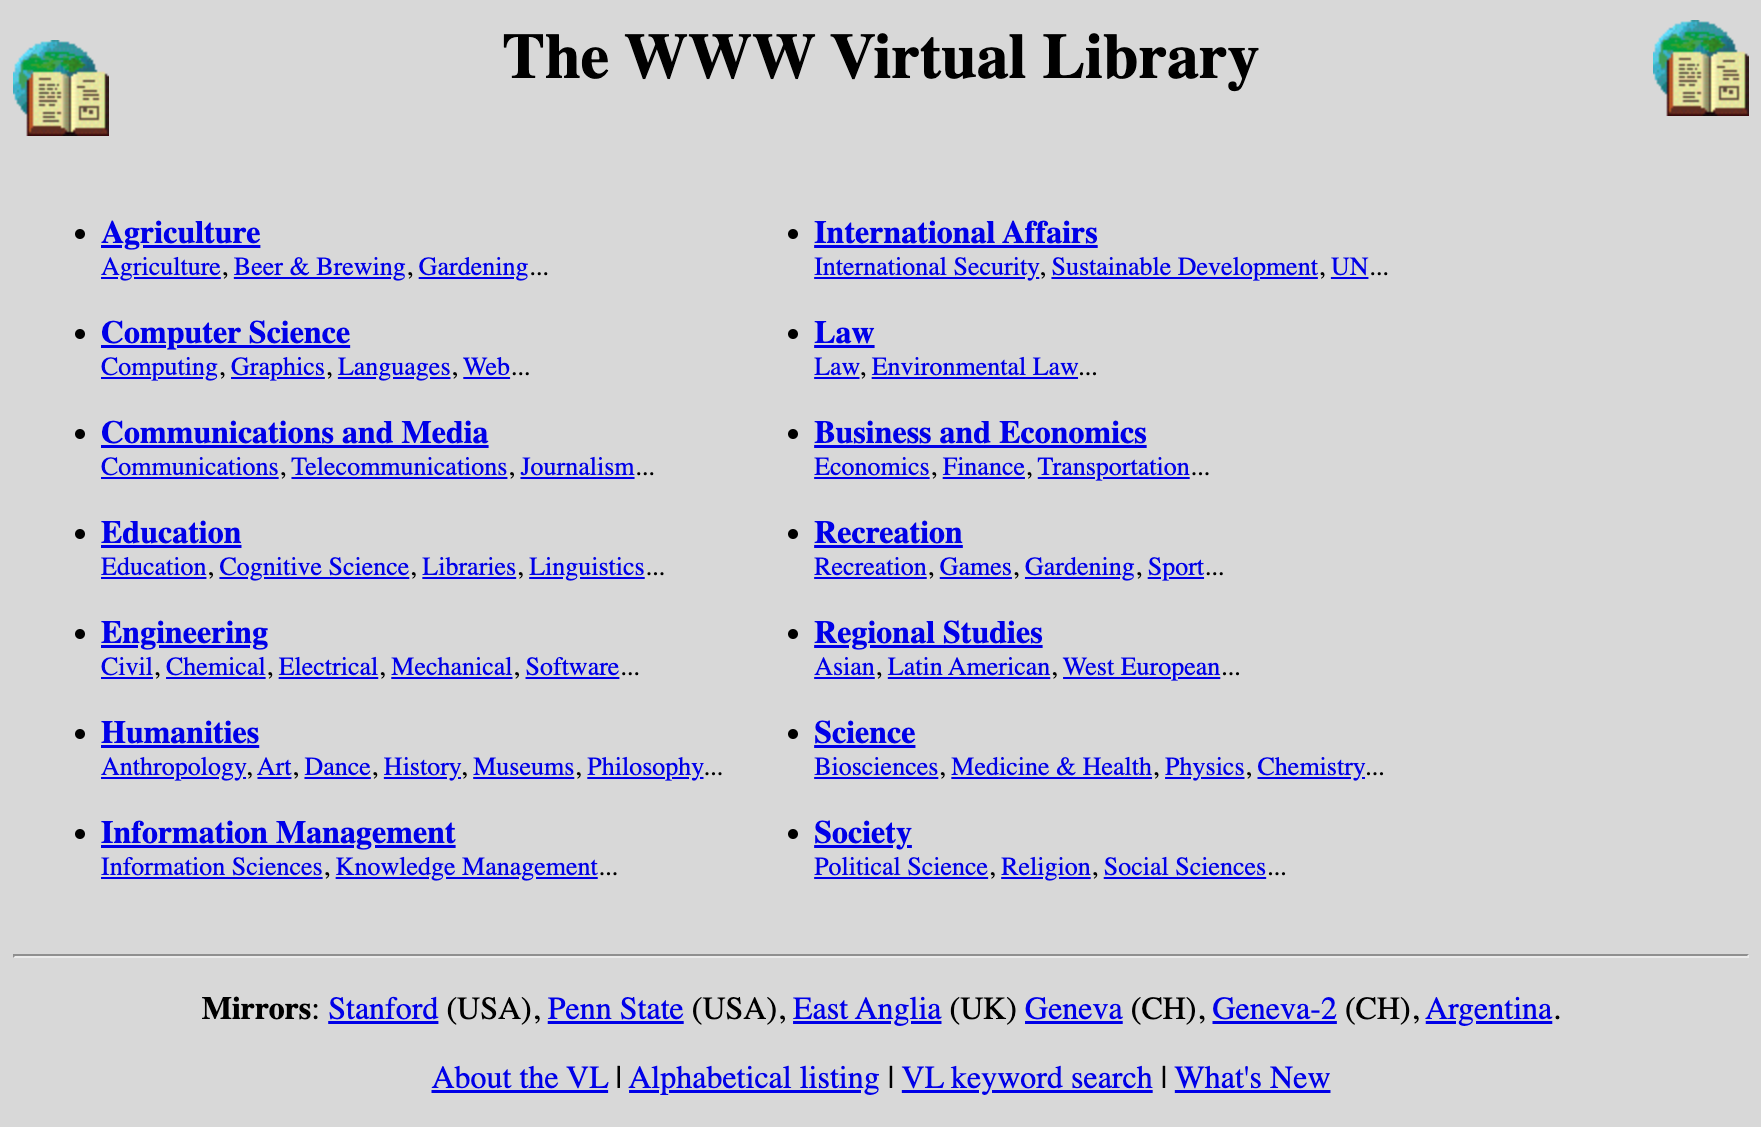 The WWW Virtual Library
Agriculture
Agriculture, Beer & Brewing, Gardening...
Computer Science
Computing, Graphics, Languages, Web...
Communications and Media
Communications, Telecommunications, Journalism...
Education
Education, Cognitive Science, Libraries, Linguistics...
Engineering
Civil, Chemical, Electrical, Mechanical, Software...
Humanities
Anthropology, Art, Dance, History, Museums, Philosophy...
Information Management
Information Sciences, Knowledge Management...
International Affairs
International Security, Sustainable Development, UN...
Law
Law, Environmental Law...
Business and Economics
Economics, Finance, Transportation...
Recreation
Recreation, Games, Gardening, Sport...
Regional Studies
Asian, Latin American, West European...
Science
Biosciences, Medicine & Health, Physics, Chemistry...
Society
Political Science, Religion, Social Sciences...
Mirrors: Stanford (USA), Penn State (USA), East Anglia (UK) Geneva (CH), Geneva-2 (CH), Argentina.
About the VL | Alphabetical listing | VL keyword search | What's New